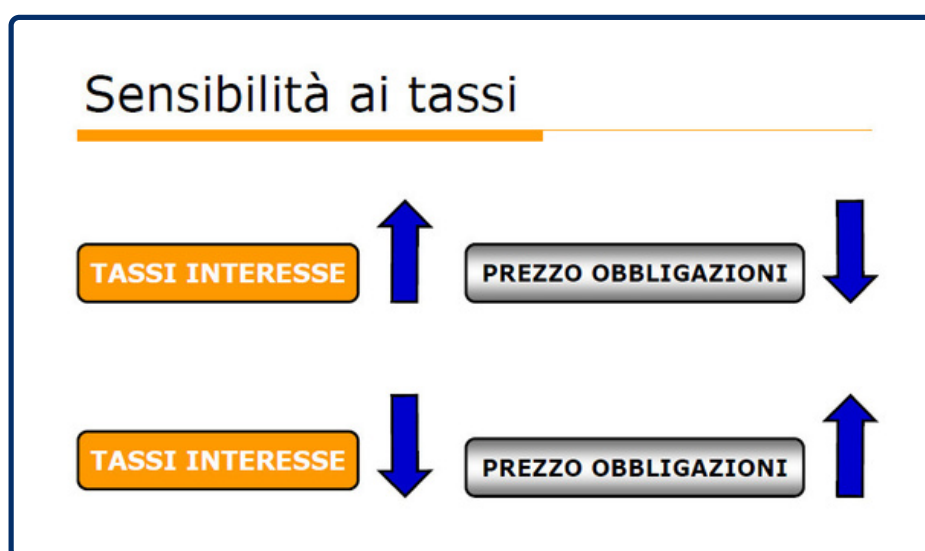 Sensibilità ai tassi
TASSI INTERESSE
PREZZO OBBLIGAZIONI
TASSI INTERESSE
PREZZO OBBLIGAZIONI